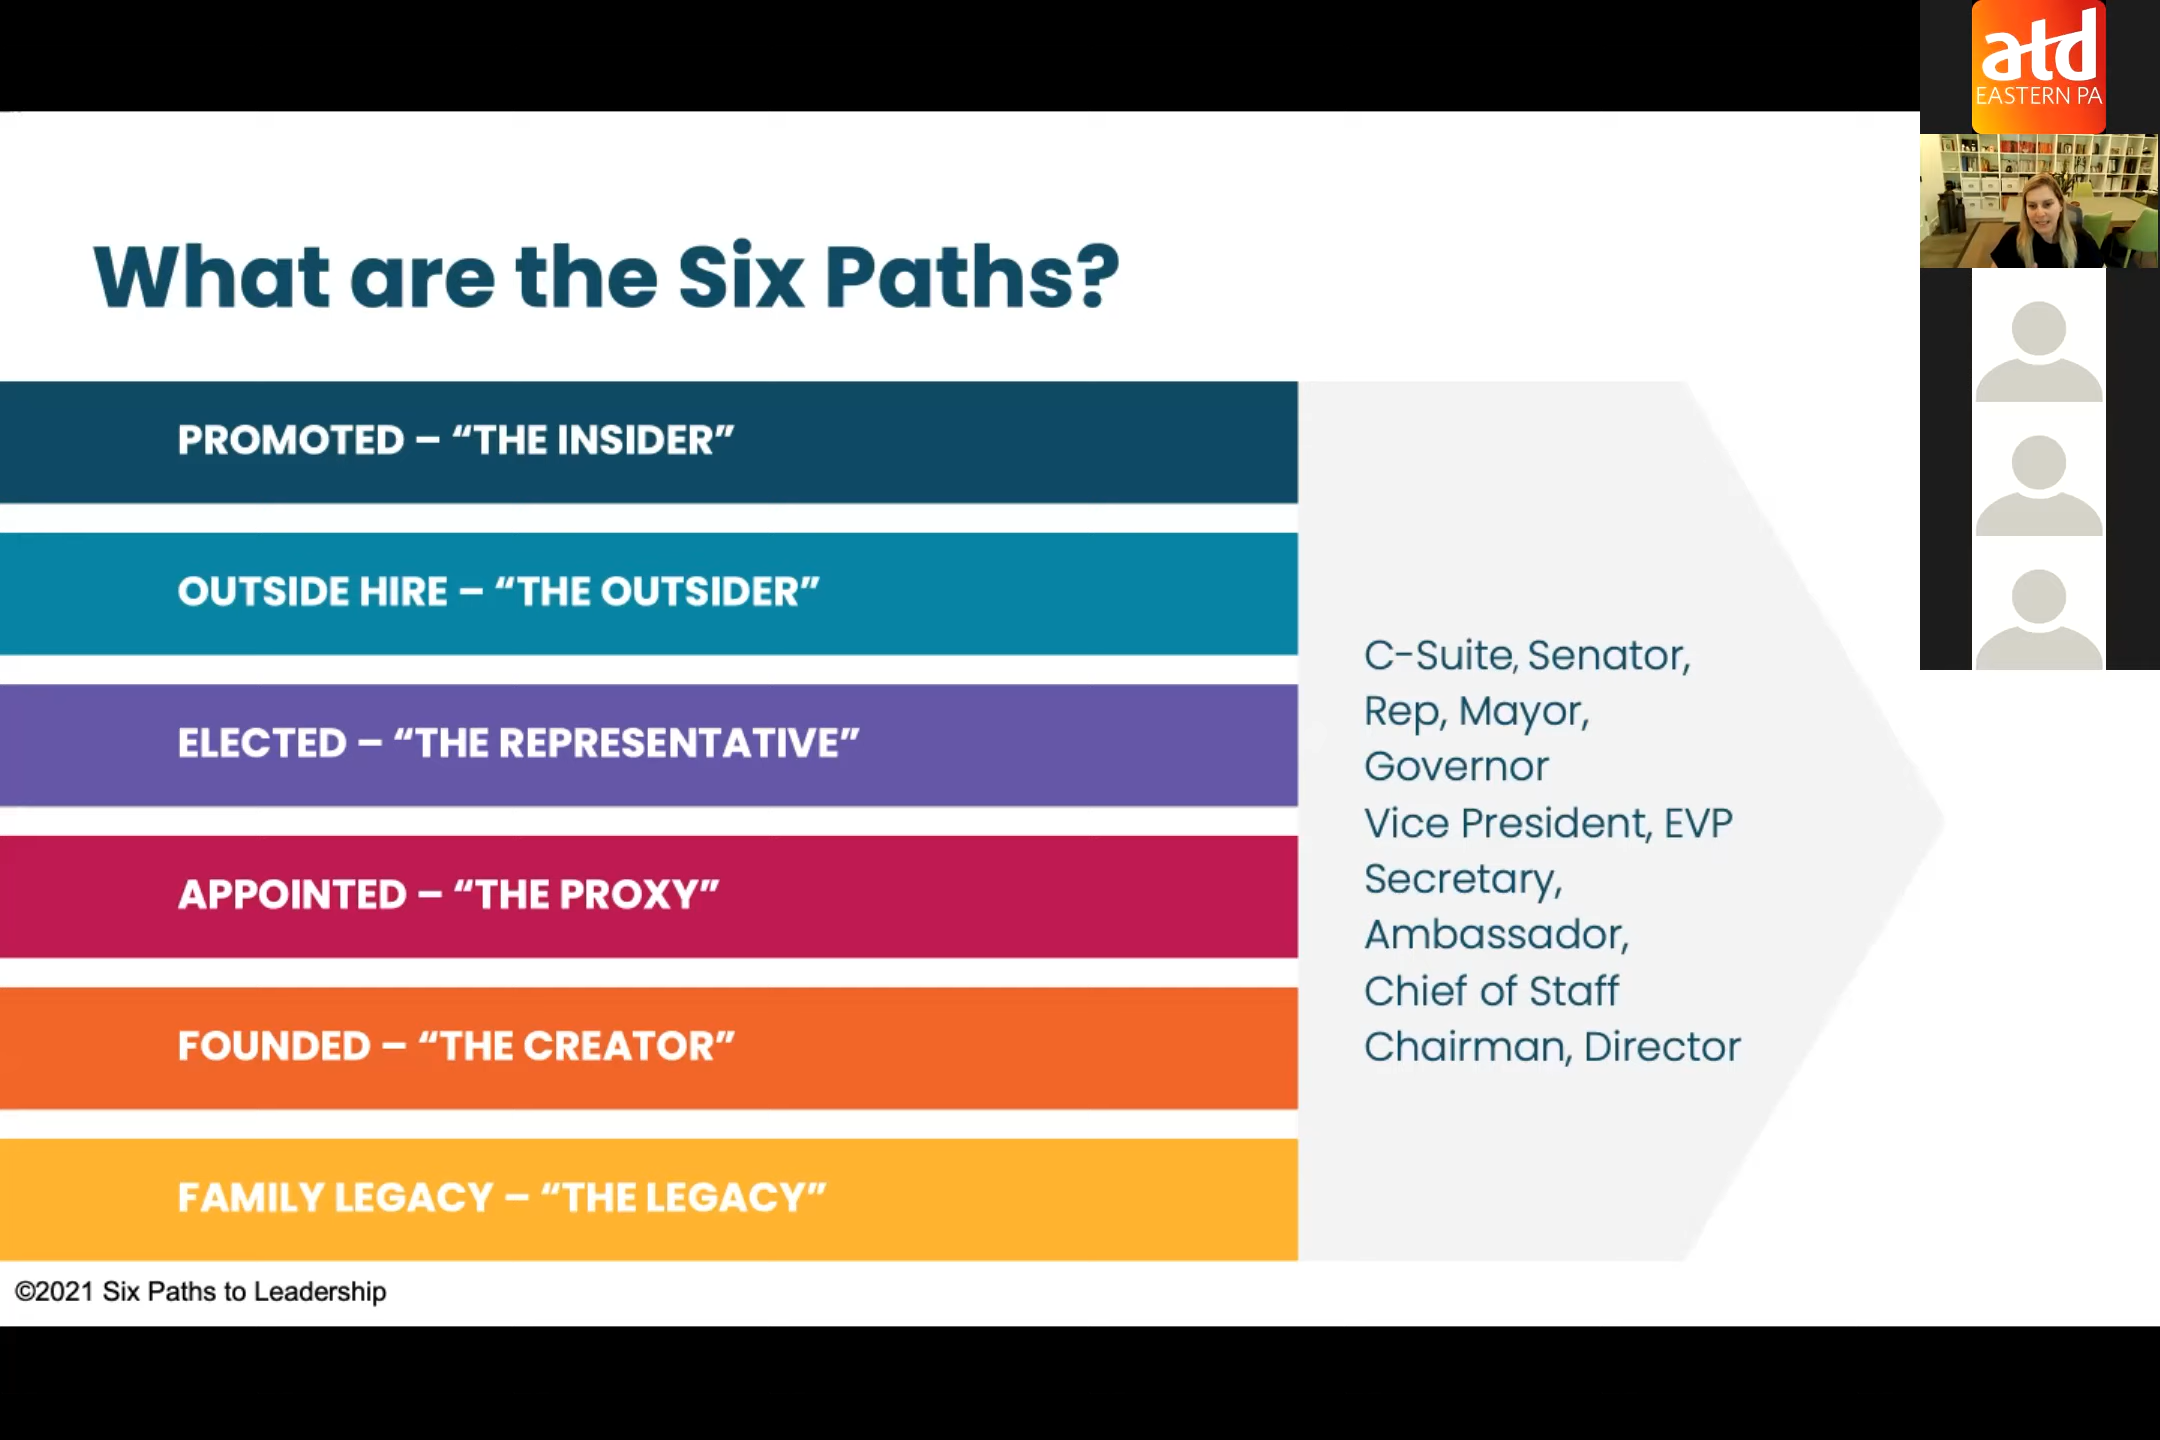 atd
EASTERN PA
What are the Six Paths?
PROMOTED – “THE INSIDER”
OUTSIDE HIRE – “THE OUTSIDER”
ELECTED – “THE REPRESENTATIVE”
APPOINTED – “THE PROXY”
FOUNDED – “THE CREATOR”
FAMILY LEGACY – “THE LEGACY”
C-Suite, Senator,
Rep, Mayor,
Governor
Vice President, EVP
Secretary,
Ambassador,
Chief of Staff
Chairman, Director
©2021 Six Paths to Leadership